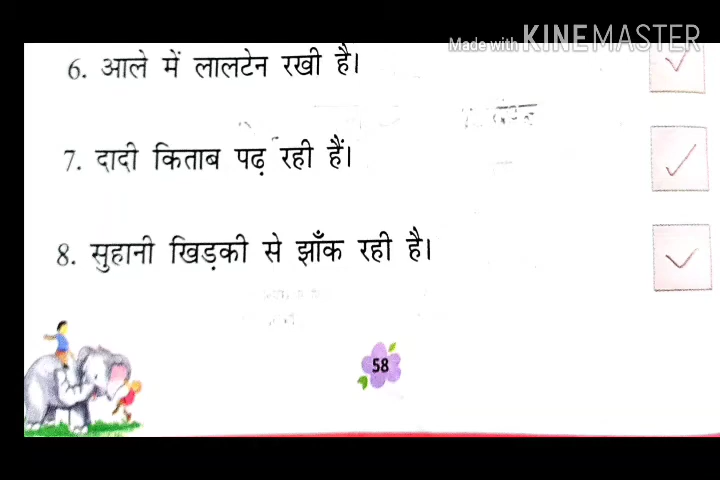 Made with KINEMASTER
6. आले में लालटेन रखी है।
7. दादी किताब पढ़ रही हैं।
8. सुहानी खिड़की से झाँक रही है।
58